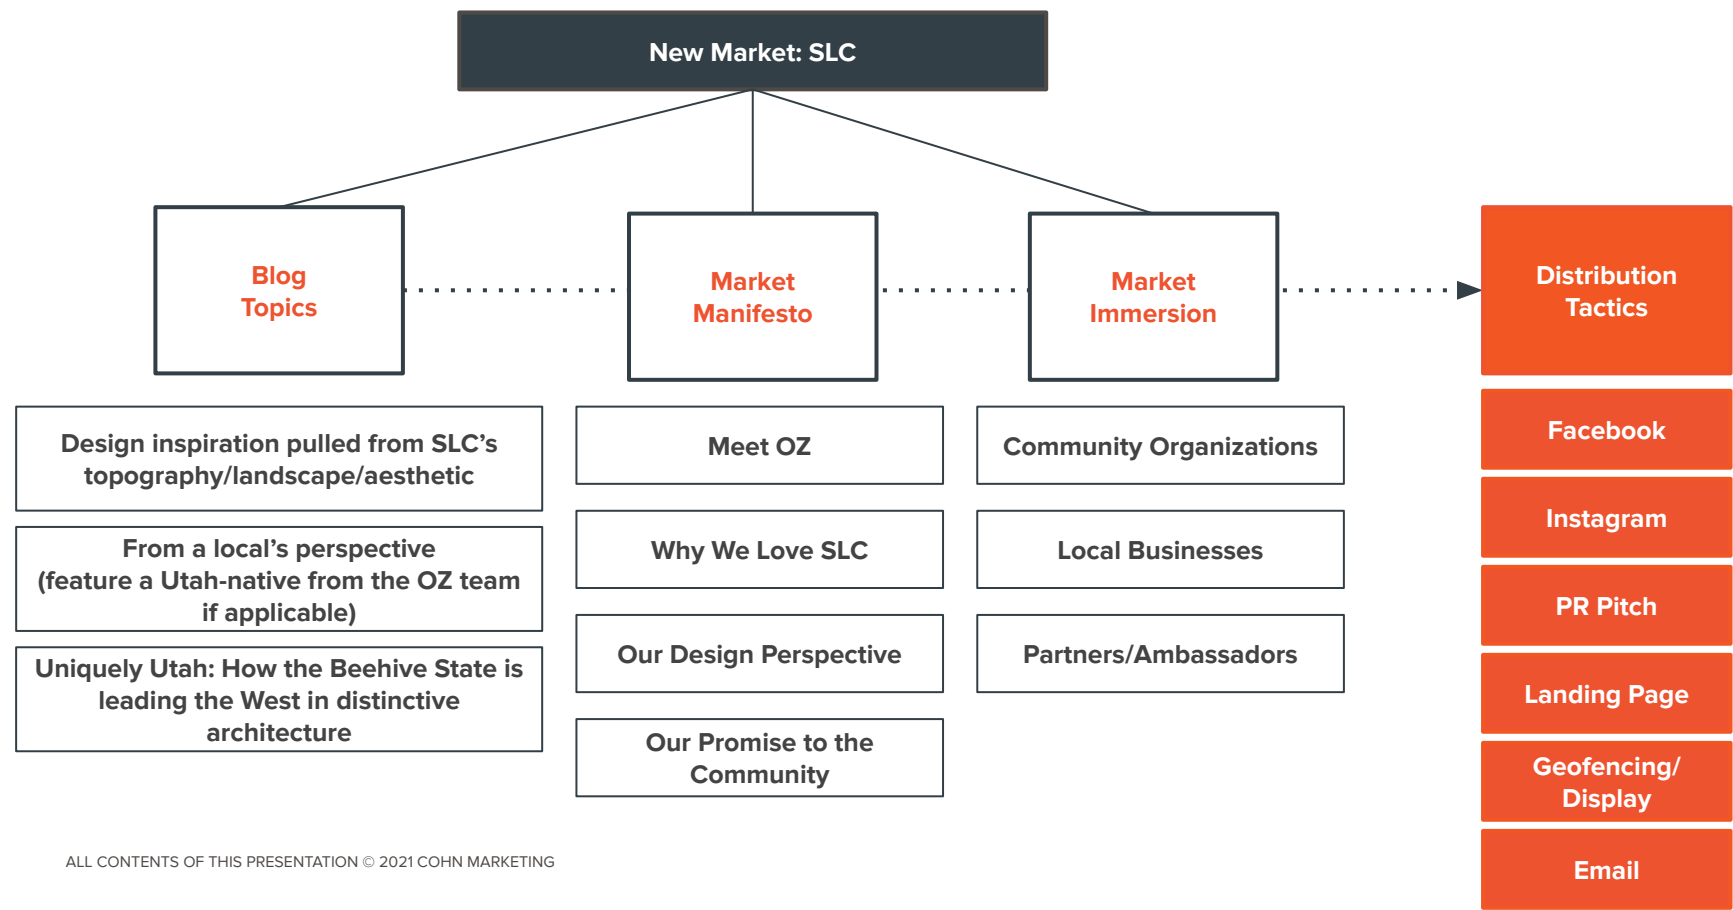 New Market: SLC
Blog
Topics
Market
Manifesto
Market
Immersion
Distribution
Tactics
Design inspiration pulled from SLC’s
topography/landscape/aesthetic
From a local’s perspective
(feature a Utah-native from the OZ team
if applicable)
Uniquely Utah: How the Beehive State is
leading the West in distinctive
architecture
Meet OZ
Why We Love SLC
Our Design Perspective
Our Promise to the
Community
Community Organizations
Local Businesses
Partners/Ambassadors
Facebook
Instagram
PR Pitch
Landing Page
Geofencing/
Display
Email
ALL CONTENTS OF THIS PRESENTATION © 2021 COHN MARKETING